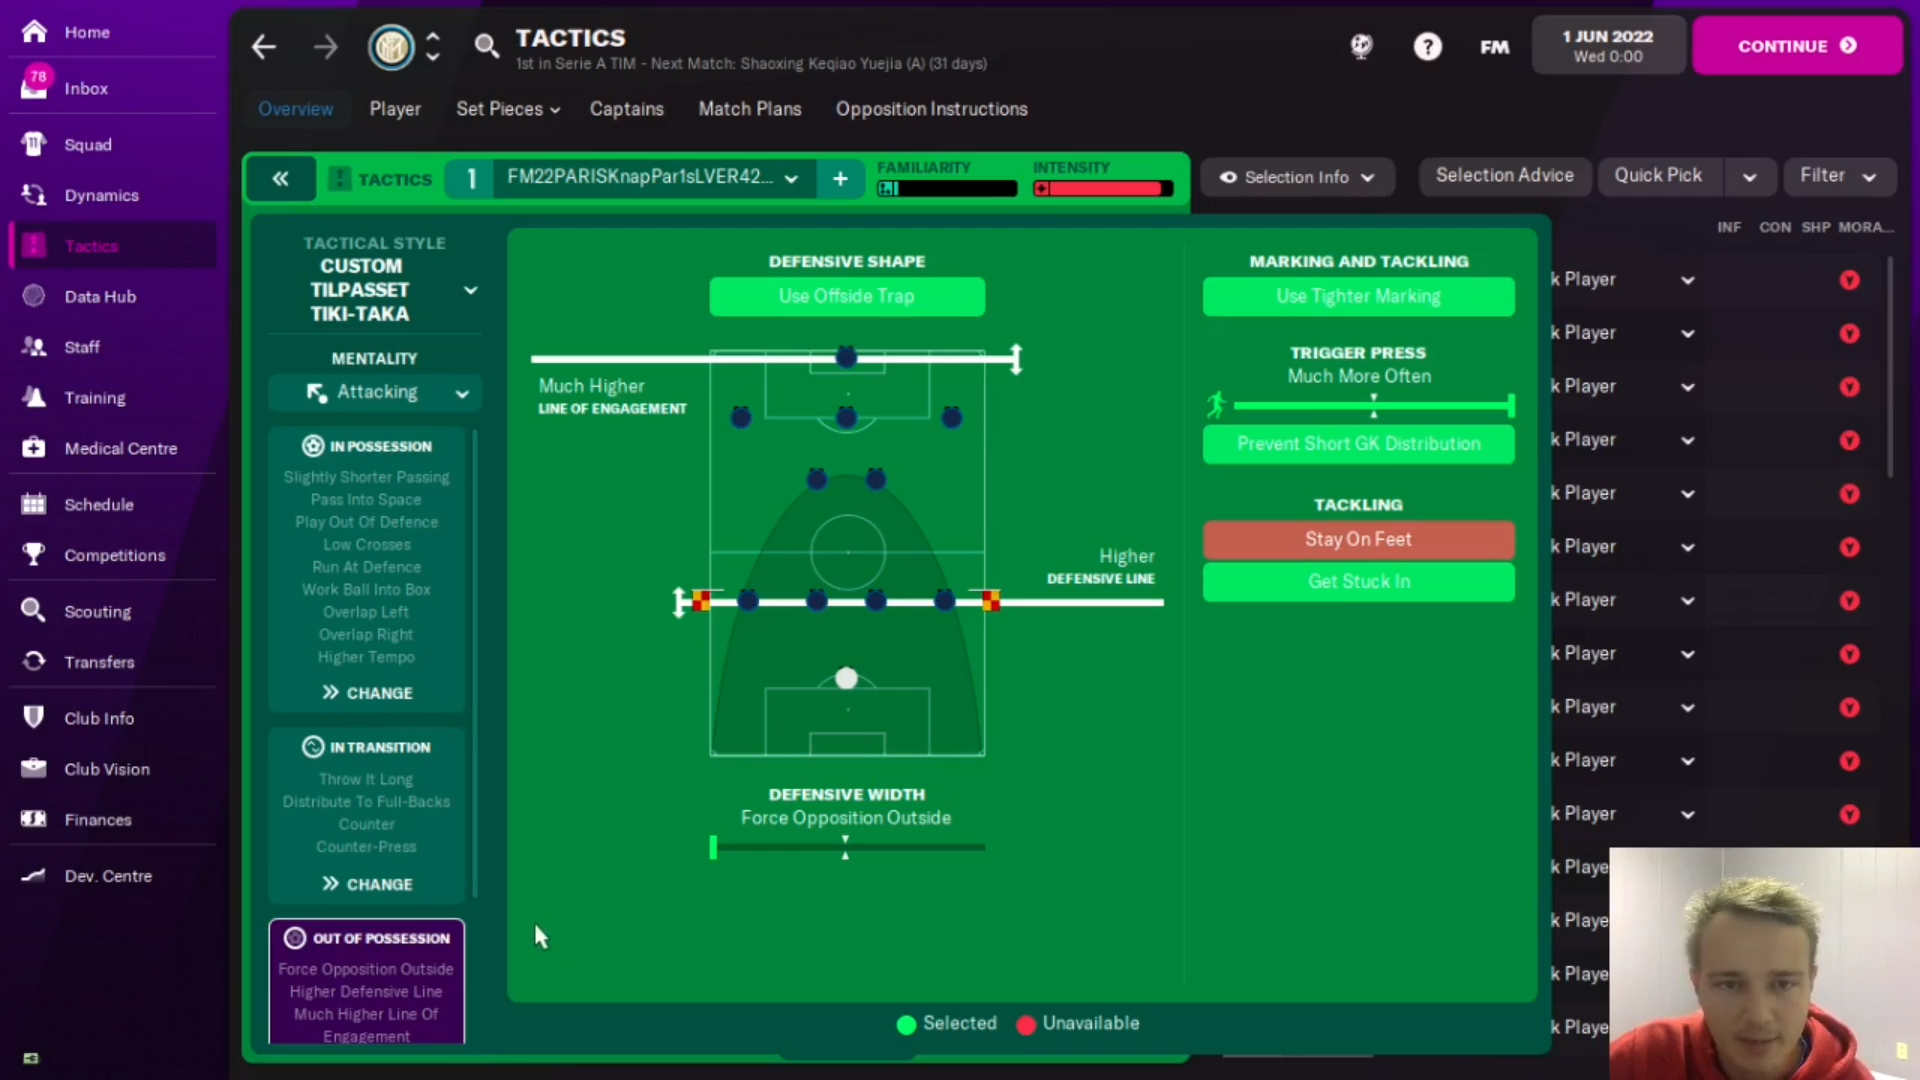 Home
78
Inbox
Squad
Dynamics
Tactics
Data Hub
Staff
Training
Medical Centre
Schedule
Competitions
Scouting
Transfers
Club Info
Club Vision
Finances
Dev. Centre
TACTICS
1st in Serie A TIM - Next Match: Shaoxing Keqiao Yuejia (A) (31 days)
?
FM
1 JUN 2022
Wed 0:00
CONTINUE
Overview
Player
Set Pieces
Captains
Match Plans
Opposition Instructions
TACTICS
1
FM22PARISKnapPar1sLVER42...
+
FAMILIARITY
INTENSITY
Selection Info
Selection Advice
Quick Pick
Filter
INF CON SHP MORA...
TACTICAL STYLE
CUSTOM
TILPASSET
TIKI-TAKA
MENTALITY
Attacking
IN POSSESSION
Slightly Shorter Passing
Pass Into Space
Play Out Of Defence
Low Crosses
Run At Defence
Work Ball Into Box
Overlap Left
Overlap Right
Higher Tempo
CHANGE
IN TRANSITION
Throw It Long
Distribute To Full-Backs
Counter
Counter-Press
CHANGE
OUT OF POSSESSION
Force Opposition Outside
Higher Defensive Line
Much Higher Line Of
Engagement
DEFENSIVE SHAPE
Use Offside Trap
Much Higher
LINE OF ENGAGEMENT
Higher
DEFENSIVE LINE
DEFENSIVE WIDTH
Force Opposition Outside
MARKING AND TACKLING
Use Tighter Marking
TRIGGER PRESS
Much More Often
Prevent Short GK Distribution
TACKLING
Stay On Feet
Get Stuck In
Selected
Unavailable
k Player
k Player
k Player
k Player
k Player
k Player
k Player
k Player
k Player
k Player
k Player
k Playe
k Playe
k Playe
k Playe